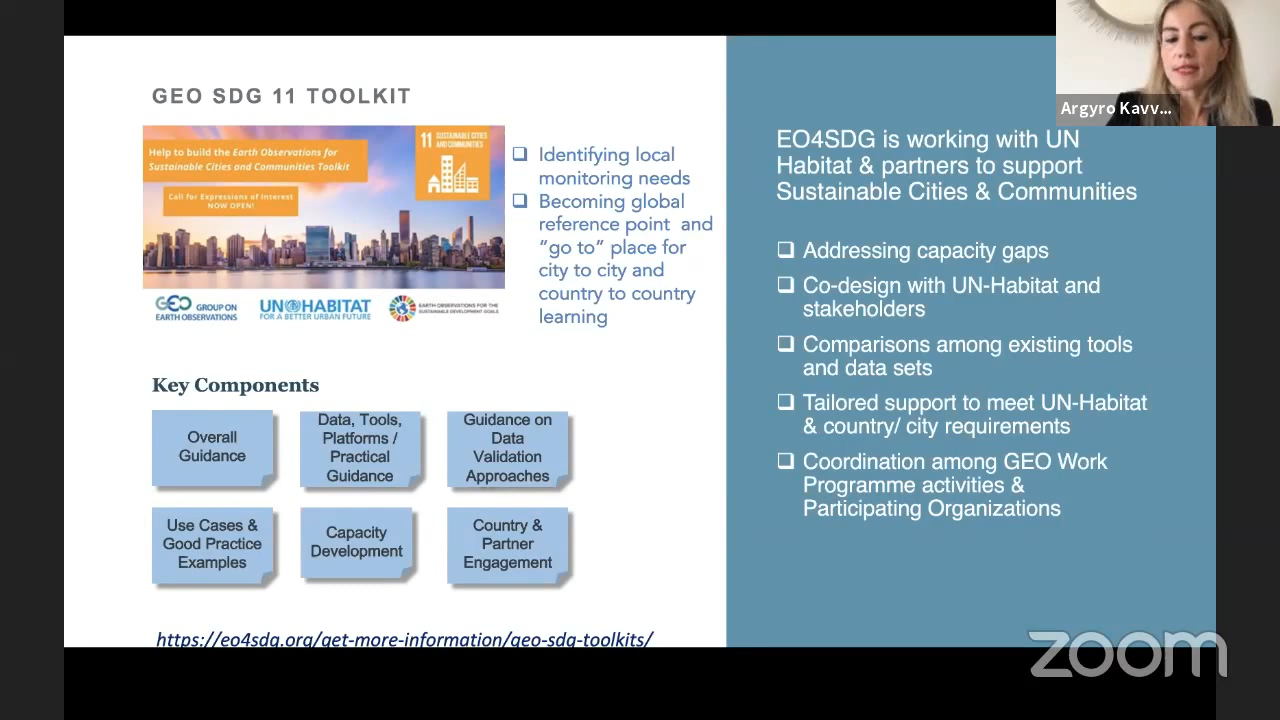 GEO SDG 11 TOOLKIT
Help to build the Earth Observations for
Sustainable Cities and Communities Toolkit
Call for Expressions of Interest
NOW OPEN!
11 SUSTAINABLE CITIES
AND COMMUNITIES
GEO GROUP ON
EARTH OBSERVATIONS
UN HABITAT
FOR A BETTER URBAN FUTURE
EARTH OBSERVATIONS FOR THE
SUSTAINABLE DEVELOPMENT GOALS
❑ Identifying local
monitoring needs
❑ Becoming global
reference point and
“go to” place for
city to city and
country to country
learning
Key Components
Overall
Guidance
Data, Tools,
Platforms /
Practical
Guidance
Guidance on
Data
Validation
Approaches
Use Cases &
Good Practice
Examples
Capacity
Development
Country &
Partner
Engagement
https://eo4sdg.org/get-more-information/geo-sdg-toolkits/
Argyro Kavv...
EO4SDG is working with UN
Habitat & partners to support
Sustainable Cities & Communities
❑ Addressing capacity gaps
❑ Co-design with UN-Habitat and
stakeholders
❑ Comparisons among existing tools
and data sets
❑ Tailored support to meet UN-Habitat
& country/ city requirements
❑ Coordination among GEO Work
Programme activities &
Participating Organizations
zoom